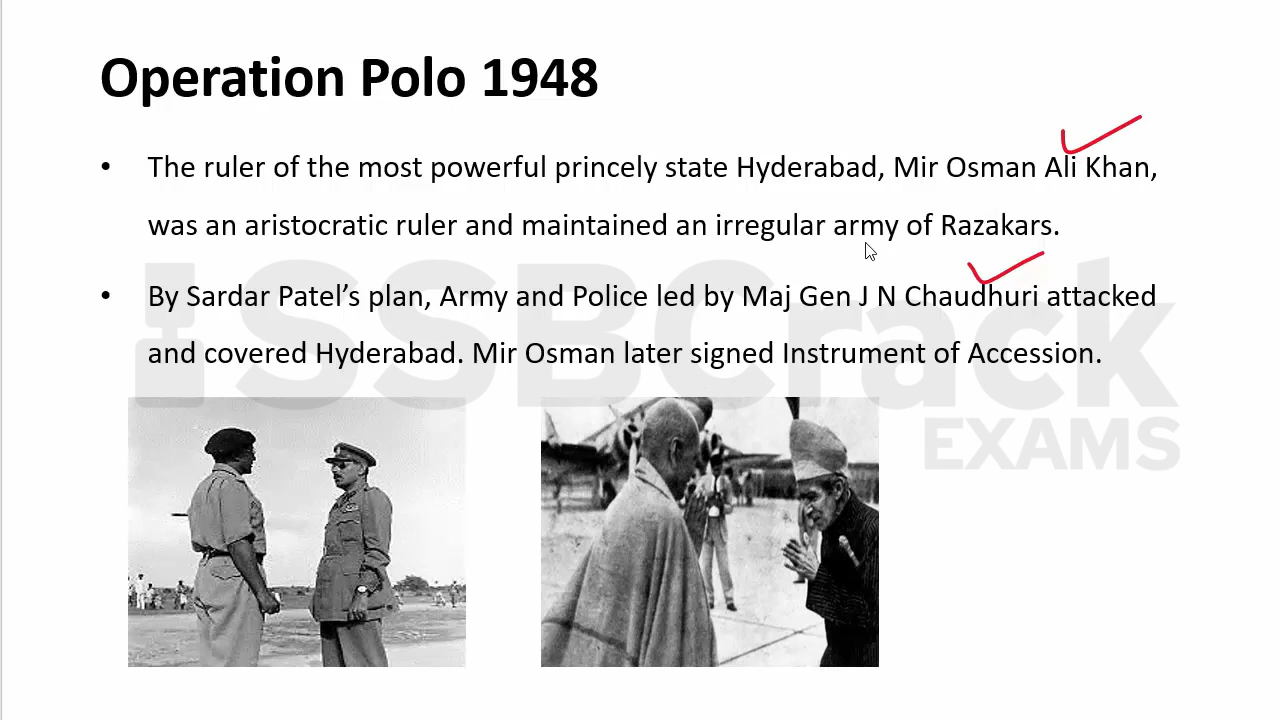 Operation Polo 1948
• The ruler of the most powerful princely state Hyderabad, Mir Osman Ali Khan,
was an aristocratic ruler and maintained an irregular army of Razakars.
• By Sardar Patel’s plan, Army and Police led by Maj Gen J N Chaudhuri attacked
and covered Hyderabad. Mir Osman later signed Instrument of Accession.
SSBCrack
EXAMS